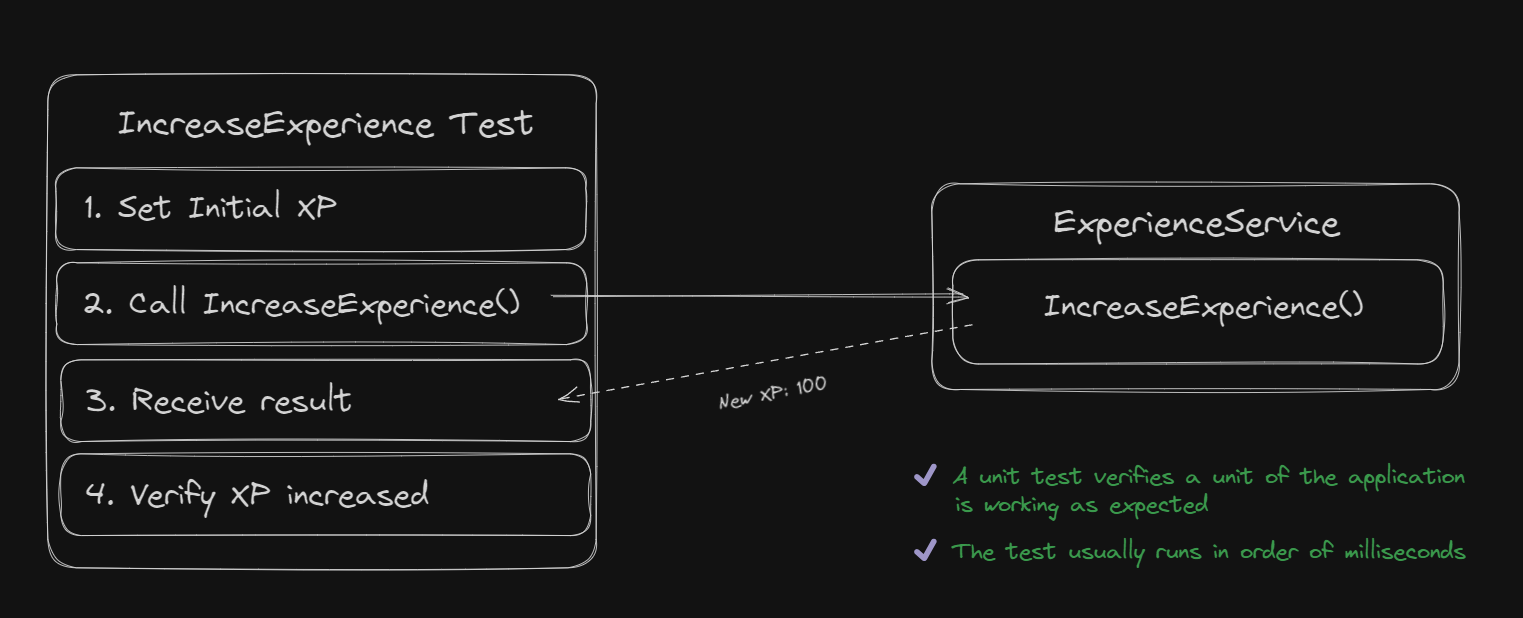 IncreaseExperience Test
1. Set Initial XP
2. Call IncreaseExperience()
3. Receive result
4. Verify XP increased
ExperienceService
IncreaseExperience()
New XP: 100
A unit test verifies a unit of the application
is working as expected
The test usually runs in order of milliseconds